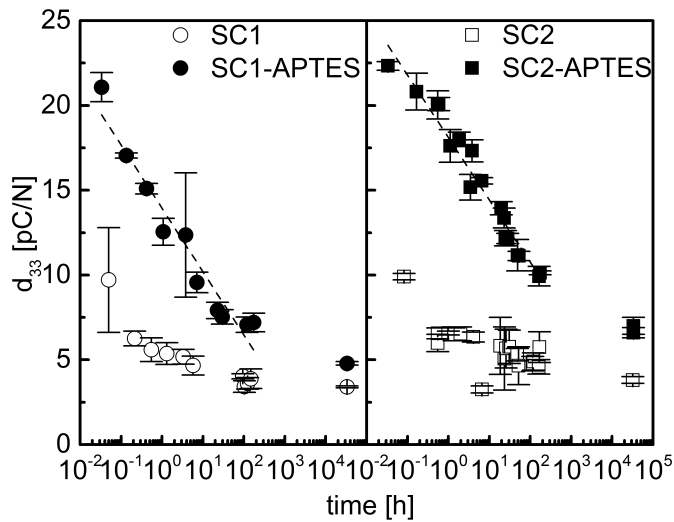 25
20
15
10
5
0
d₃₃ [pC/N]
SC1
SC1-APTES
SC2
SC2-APTES
10⁻² 10⁻¹ 10⁰ 10¹ 10² 10³ 10⁴ 10⁻² 10⁻¹ 10⁰ 10¹ 10² 10³ 10⁴ 10⁵
time [h]